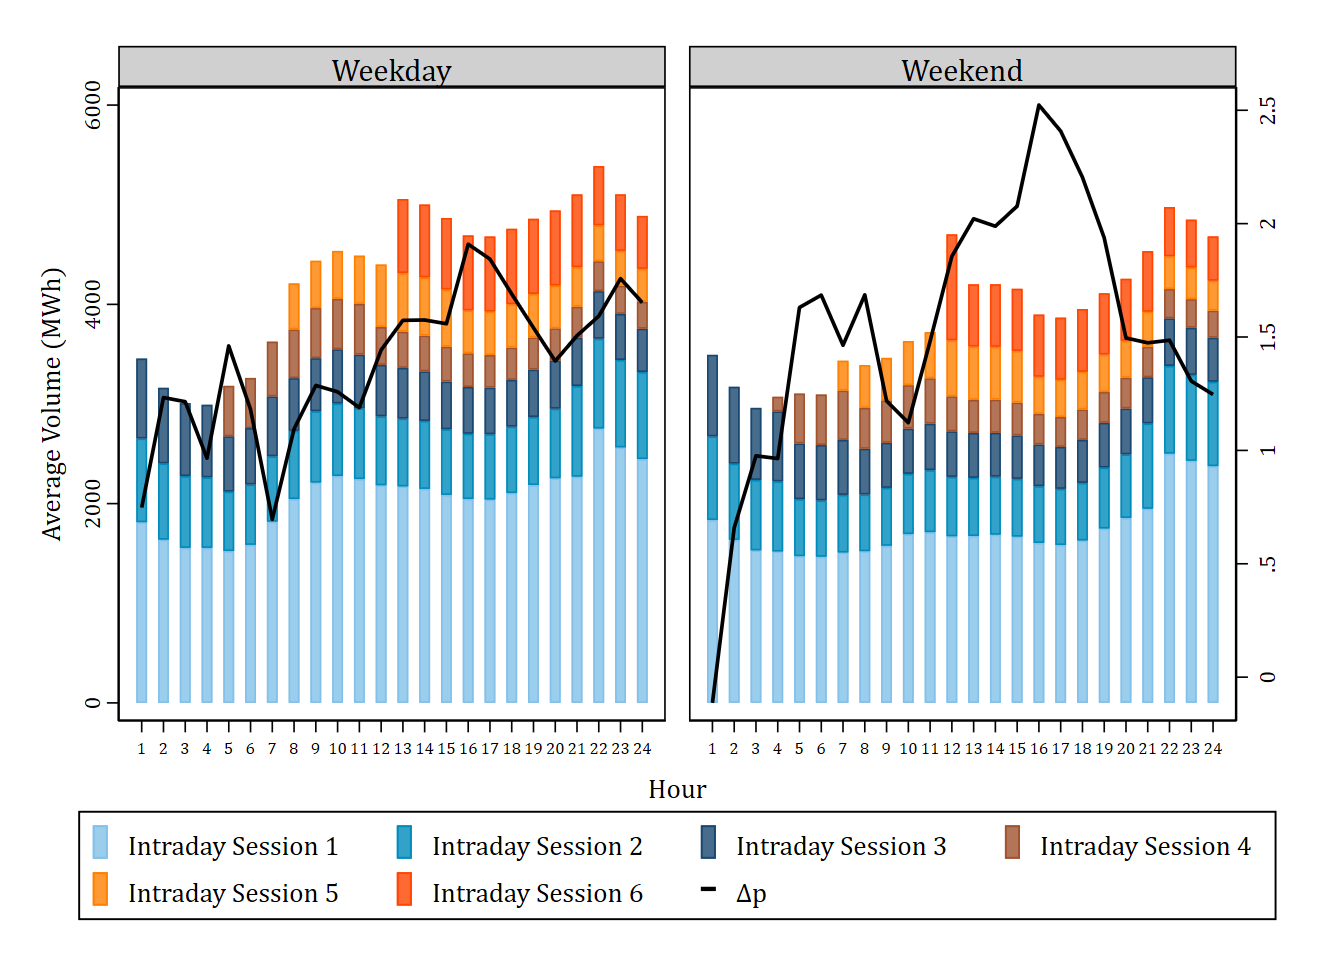 Weekday
Weekend
Average Volume (MWh)
6000
4000
2000
0
2.5
2
1.5
1
.5
0
1 2 3 4 5 6 7 8 9 10 11 12 13 14 15 16 17 18 19 20 21 22 23 24
1 2 3 4 5 6 7 8 9 10 11 12 13 14 15 16 17 18 19 20 21 22 23 24
Hour
Intraday Session 1 Intraday Session 2 Intraday Session 3 Intraday Session 4
Intraday Session 5 Intraday Session 6 Δp